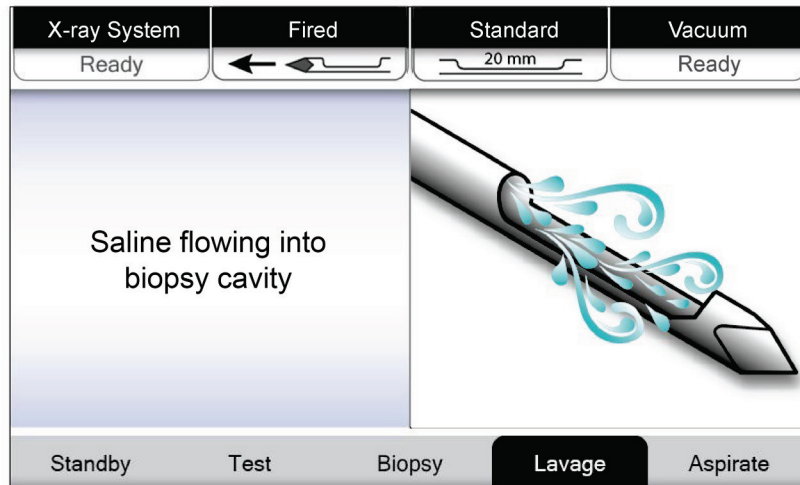 X-ray System Fired Standard Vacuum
Ready 20 mm Ready
Saline flowing into
biopsy cavity
Standby Test Biopsy Lavage Aspirate